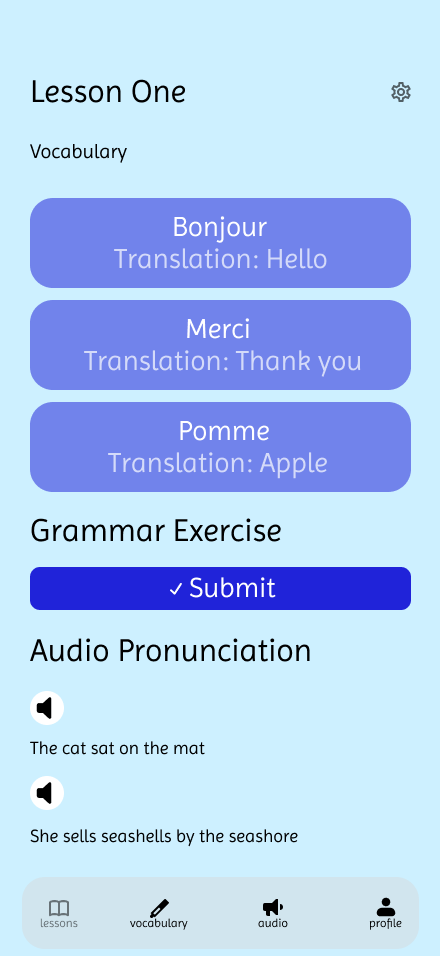 Lesson One
Vocabulary
Bonjour
Translation: Hello
Merci
Translation: Thank you
Pomme
Translation: Apple
Grammar Exercise
✓ Submit
Audio Pronunciation
The cat sat on the mat
She sells seashells by the seashore
lessons vocabulary audio profile